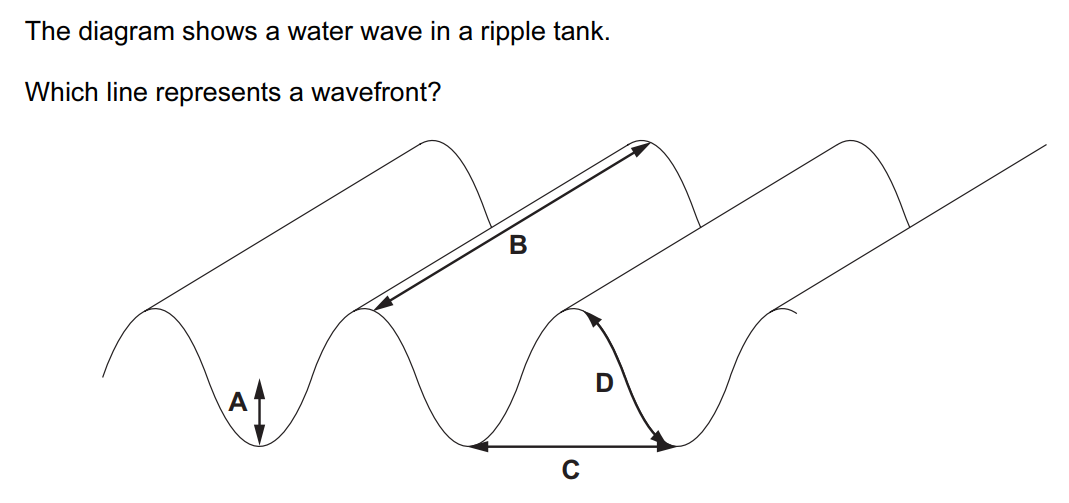 The diagram shows a water wave in a ripple tank.
Which line represents a wavefront?
B
A
D
C